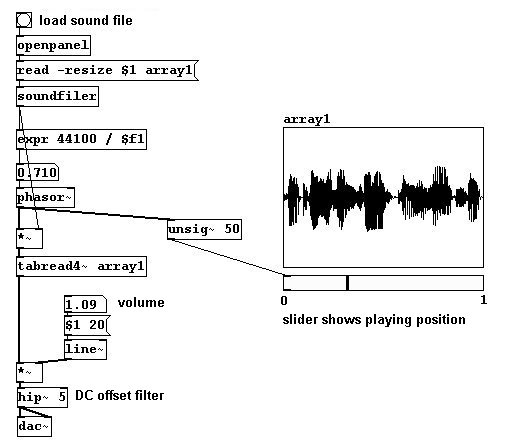 load sound file
openpanel
read -resize $1 array1
soundfiler
expr 44100 / $f1
0.710
phasor~
unsig~ 50
*~
tabread4~ array1
1.09 volume
$1 20
line~
*~
hip~ 5 DC offset filter
dac~
array1
0 1
slider shows playing position